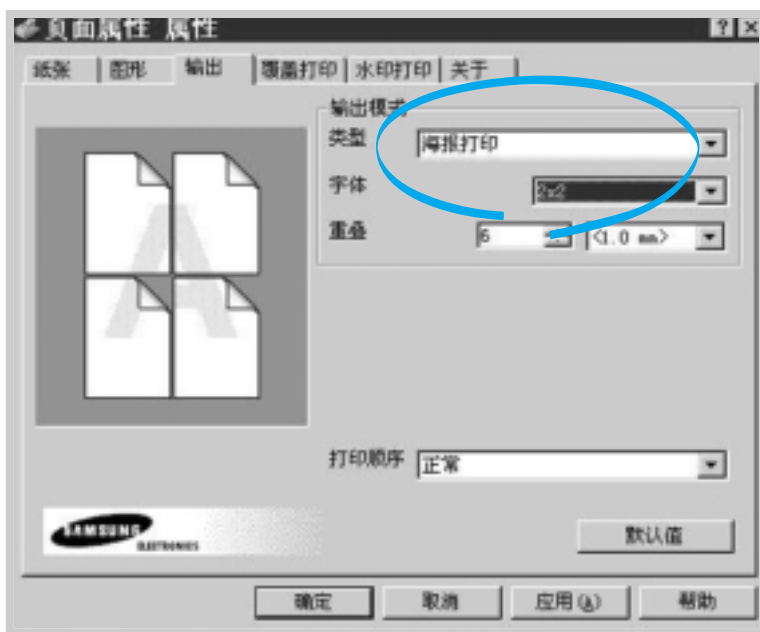 页面属性 属性
纸张 图形 输出 覆盖打印 水印打印 关于
输出模式
类型 海报打印
字体 2x2
重叠 6 <1.0 mm>
A
打印顺序 正常
SAMSUNG
ELECTRONICS
默认值
确定 取消 应用(A) 帮助